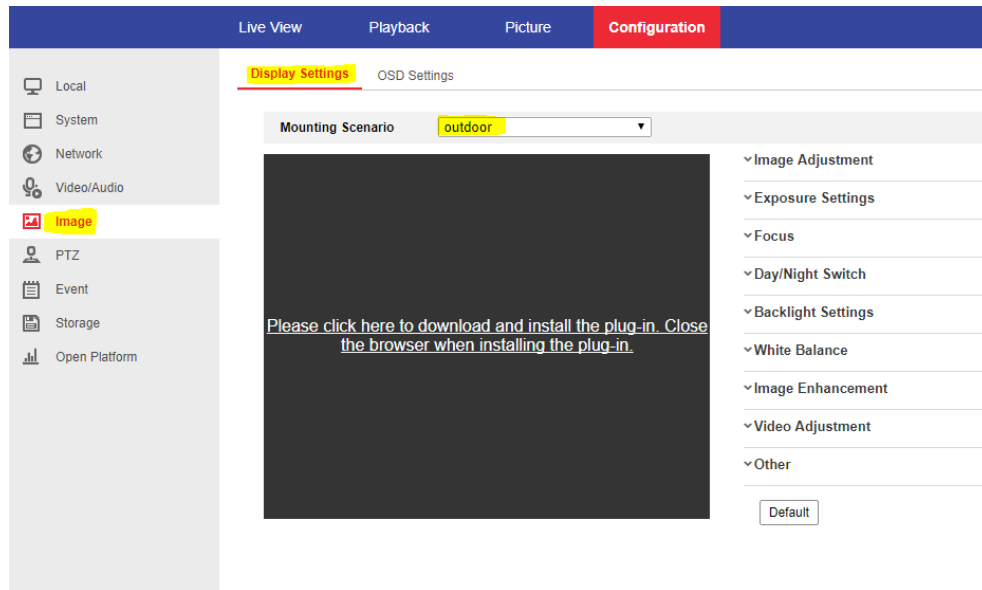 Live View Playback Picture Configuration
Local
System
Network
Video/Audio
Image
PTZ
Event
Storage
Open Platform
Display Settings OSD Settings
Mounting Scenario outdoor
Please click here to download and install the plug-in. Close
the browser when installing the plug-in.
Image Adjustment
Exposure Settings
Focus
Day/Night Switch
Backlight Settings
White Balance
Image Enhancement
Video Adjustment
Other
Default